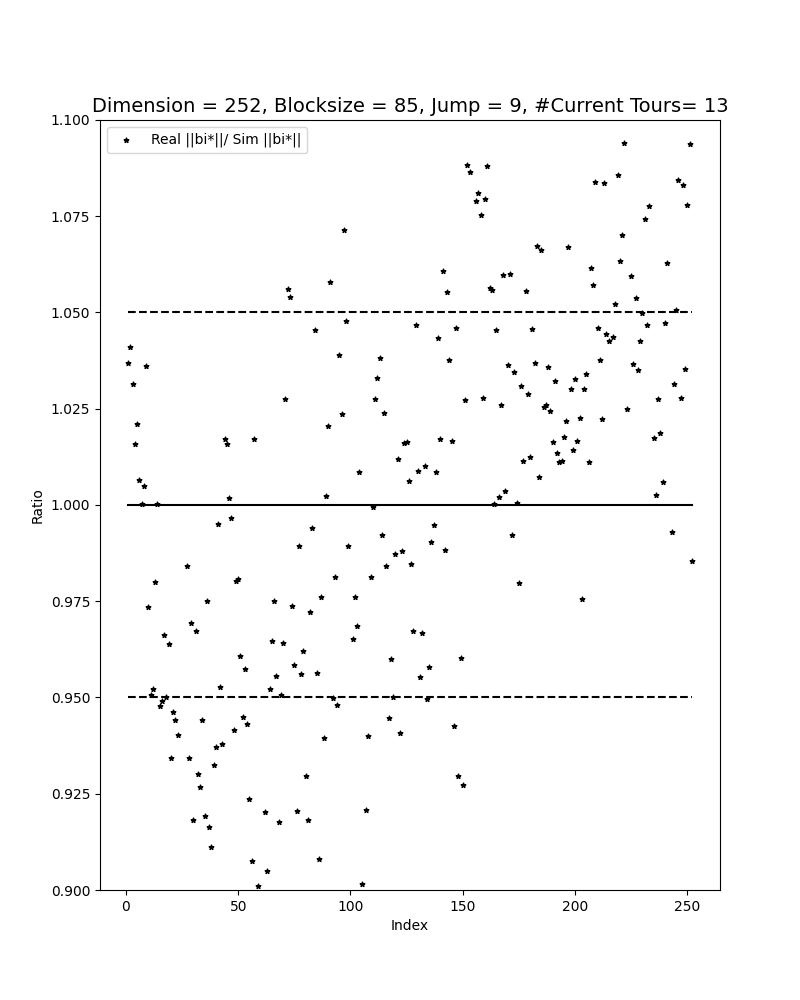 Dimension = 252, Blocksize = 85, Jump = 9, #Current Tours= 13
Real ||bi*||/ Sim ||bi*||
1.100
1.075
1.050
1.025
1.000
0.975
0.950
0.925
0.900
Ratio
0 50 100 150 200 250
Index